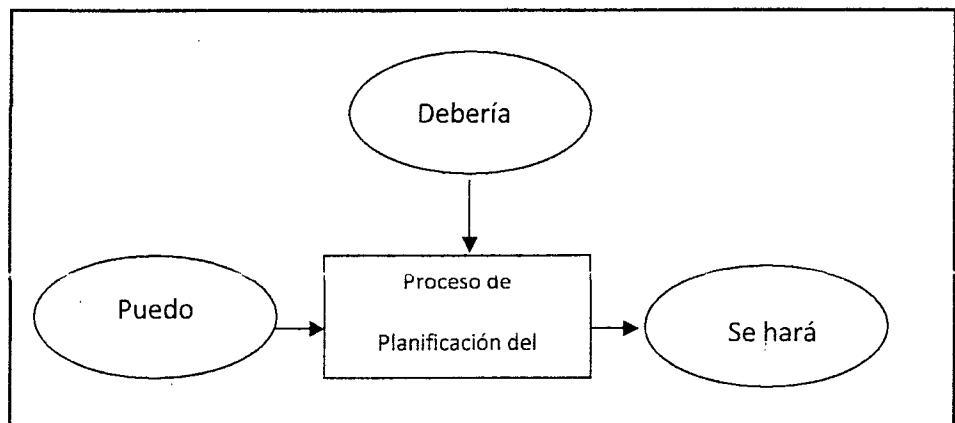 Debería
Puedo
Proceso de
Planificación del
Se hará